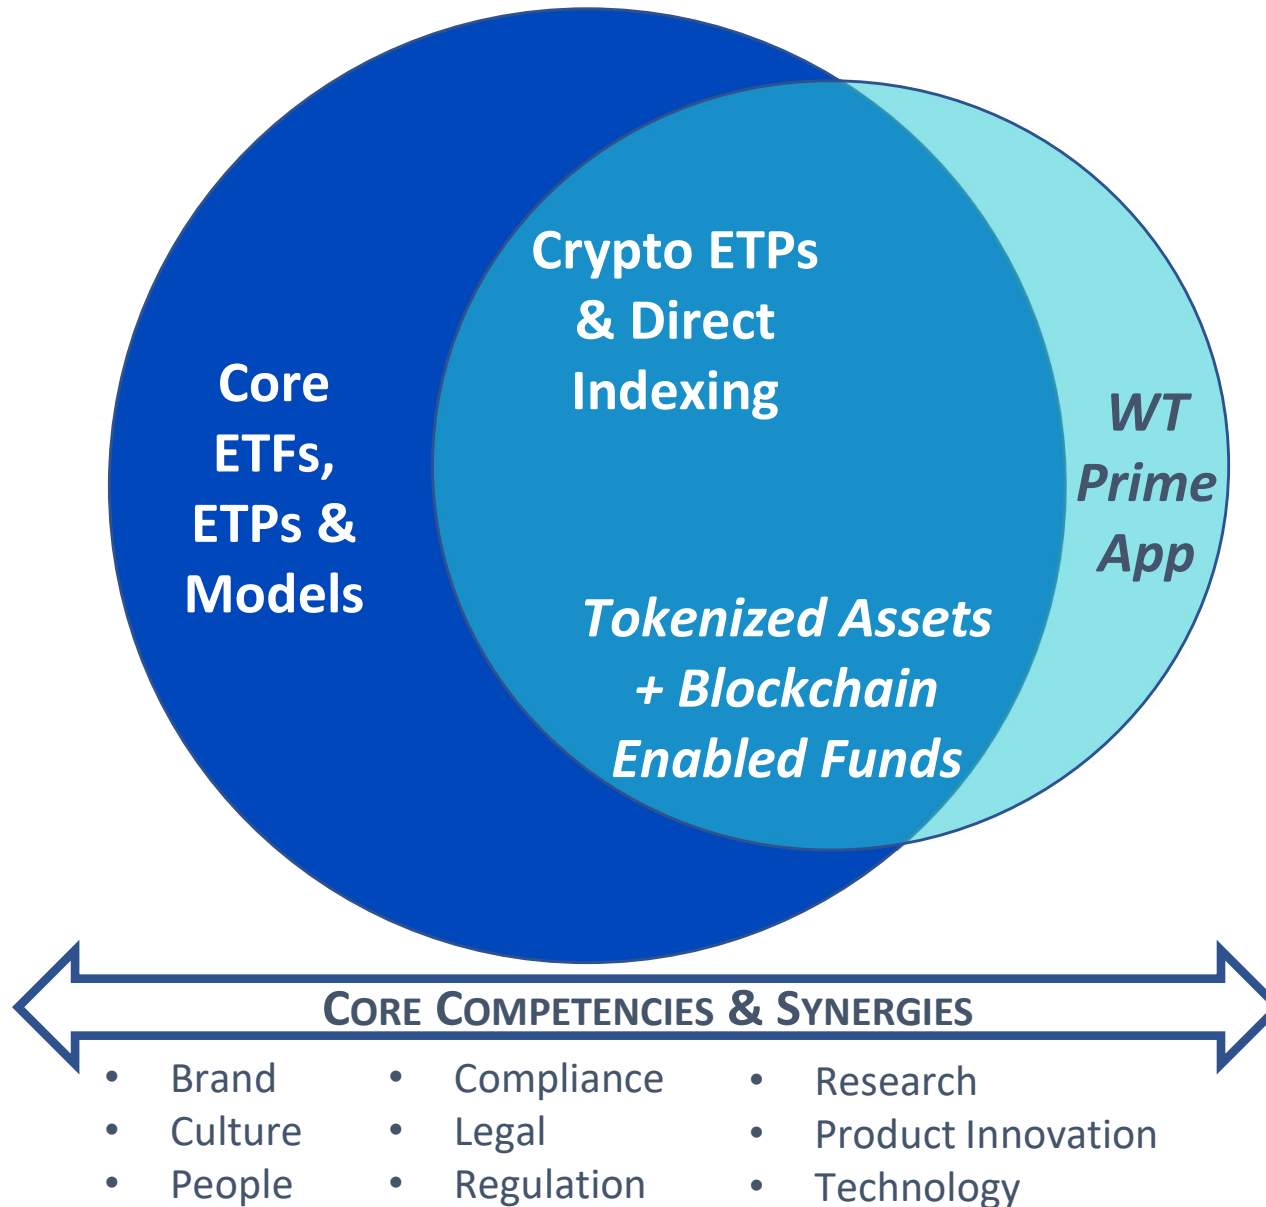 Core
ETFs,
ETPs &
Models
Crypto ETPs
& Direct
Indexing
Tokenized Assets
+ Blockchain
Enabled Funds
WT
Prime
App
CORE COMPETENCIES & SYNERGIES
• Brand
• Culture
• People
• Compliance
• Legal
• Regulation
• Research
• Product Innovation
• Technology